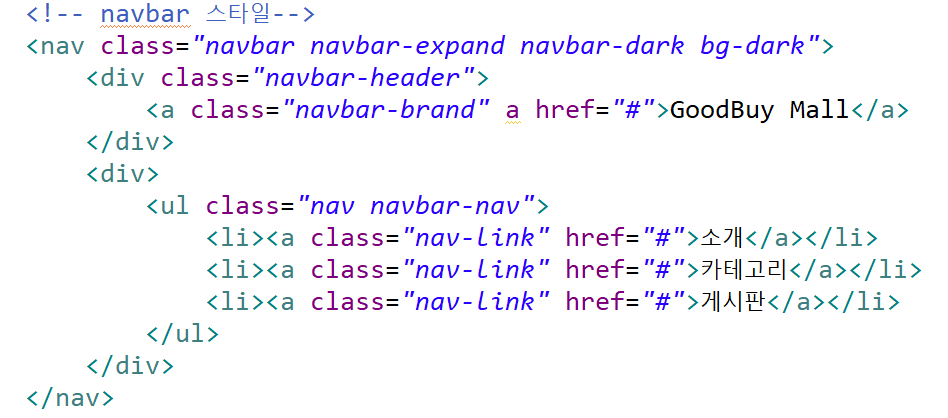 <!-- navbar 스타일-->
<nav class="navbar navbar-expand navbar-dark bg-dark">
    <div class="navbar-header">
        <a class="navbar-brand" a href="#">GoodBuy Mall</a>
    </div>
    <div>
        <ul class="nav navbar-nav">
            <li><a class="nav-link" href="#">소개</a></li>
            <li><a class="nav-link" href="#">카테고리</a></li>
            <li><a class="nav-link" href="#">게시판</a></li>
        </ul>
    </div>
</nav>